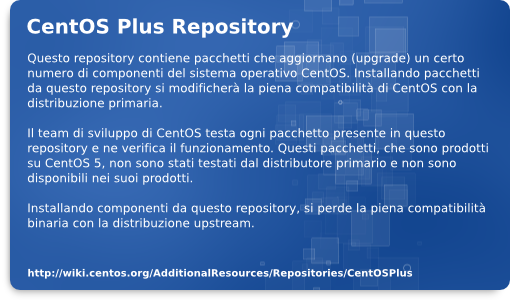 CentOS Plus Repository
Questo repository contiene pacchetti che aggiornano (upgrade) un certo
numero di componenti del sistema operativo CentOS. Installando pacchetti
da questo repository si modificherà la piena compatibilità di CentOS con la
distribuzione primaria.
Il team di sviluppo di CentOS testa ogni pacchetto presente in questo
repository e ne verifica il funzionamento. Questi pacchetti, che sono prodotti
su CentOS 5, non sono stati testati dal distributore primario e non sono
disponibili nei suoi prodotti.
Installando componenti da questo repository, si perde la piena compatibilità
binaria con la distribuzione upstream.
http://wiki.centos.org/AdditionalResources/Repositories/CentOSPlus